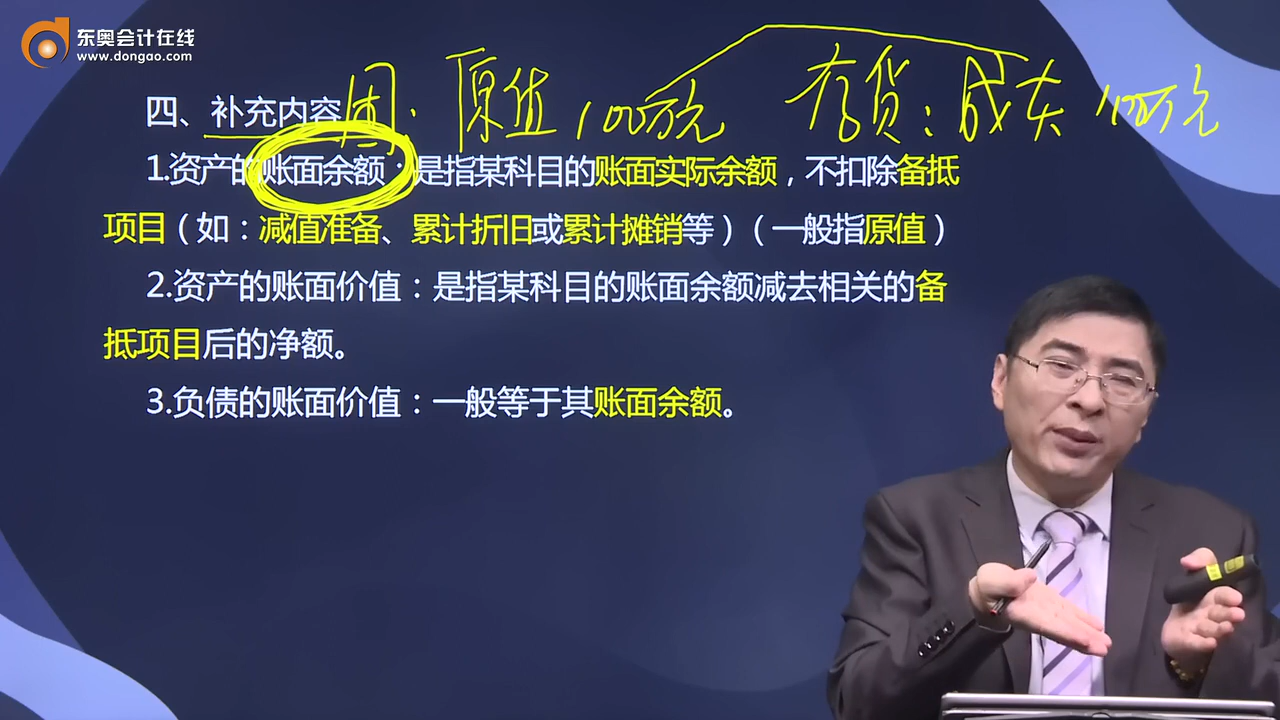 东奥会计在线
www.dongao.com
四、补充内容
固：原值100万元 存货：成本100万元
1.资产的账面余额：是指某科目的账面实际余额，不扣除备抵
项目（如：减值准备、累计折旧或累计摊销等）（一般指原值）
2.资产的账面价值：是指某科目的账面余额减去相关的备
抵项目后的净额。
3.负债的账面价值：一般等于其账面余额。